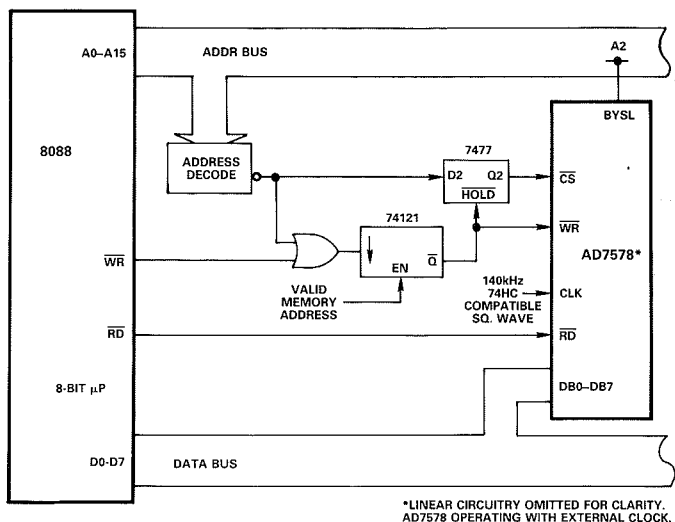 A0–A15
ADDR BUS
A2
BYSL
8088
ADDRESS
DECODE
7477
D2 Q2
HOLD
CS
74121
WR
AD7578*
WR
EN
Q
VALID
MEMORY
ADDRESS
140kHz
74HC
COMPATIBLE
SQ. WAVE
CLK
RD
RD
8-BIT µP
DB0–DB7
D0-D7
DATA BUS
*LINEAR CIRCUITRY OMITTED FOR CLARITY.
AD7578 OPERATING WITH EXTERNAL CLOCK.